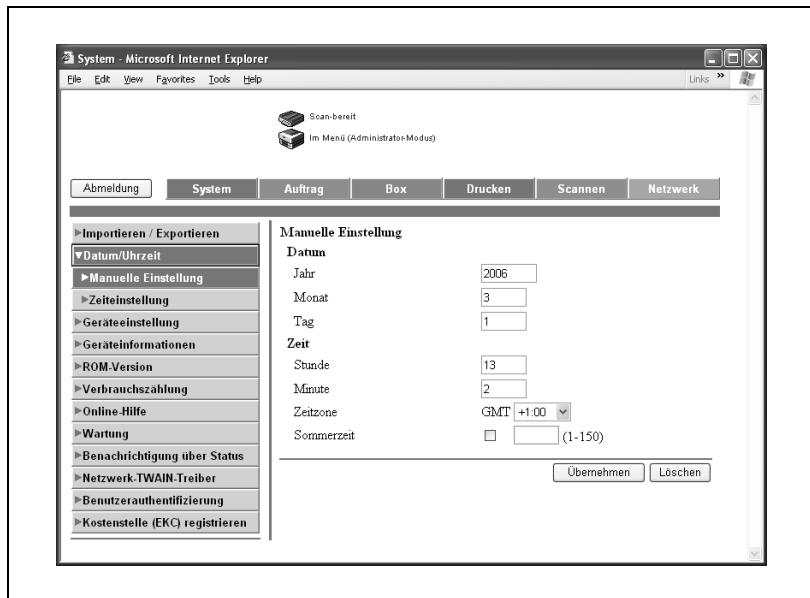 System - Microsoft Internet Explorer
File Edit View Favorites Tools Help Links »
Scan-bereit
Im Menü (Administrator-Modus)
Abmeldung System Auftrag Box Drucken Scannen Netzwerk
Importieren / Exportieren
Datum/Uhrzeit
Manuelle Einstellung
Zeiteinstellung
Geräteeinstellung
Geräteinformationen
ROM-Version
Verbrauchszählung
Online-Hilfe
Wartung
Benachrichtigung über Status
Netzwerk-TWAIN-Treiber
Benutzerauthentifizierung
Kostenstelle (EKC) registrieren
Manuelle Einstellung
Datum
Jahr 2006
Monat 3
Tag 1
Zeit
Stunde 13
Minute 2
Zeitzone GMT +1:00
Sommerzeit (1-150)
Übernehmen Löschen